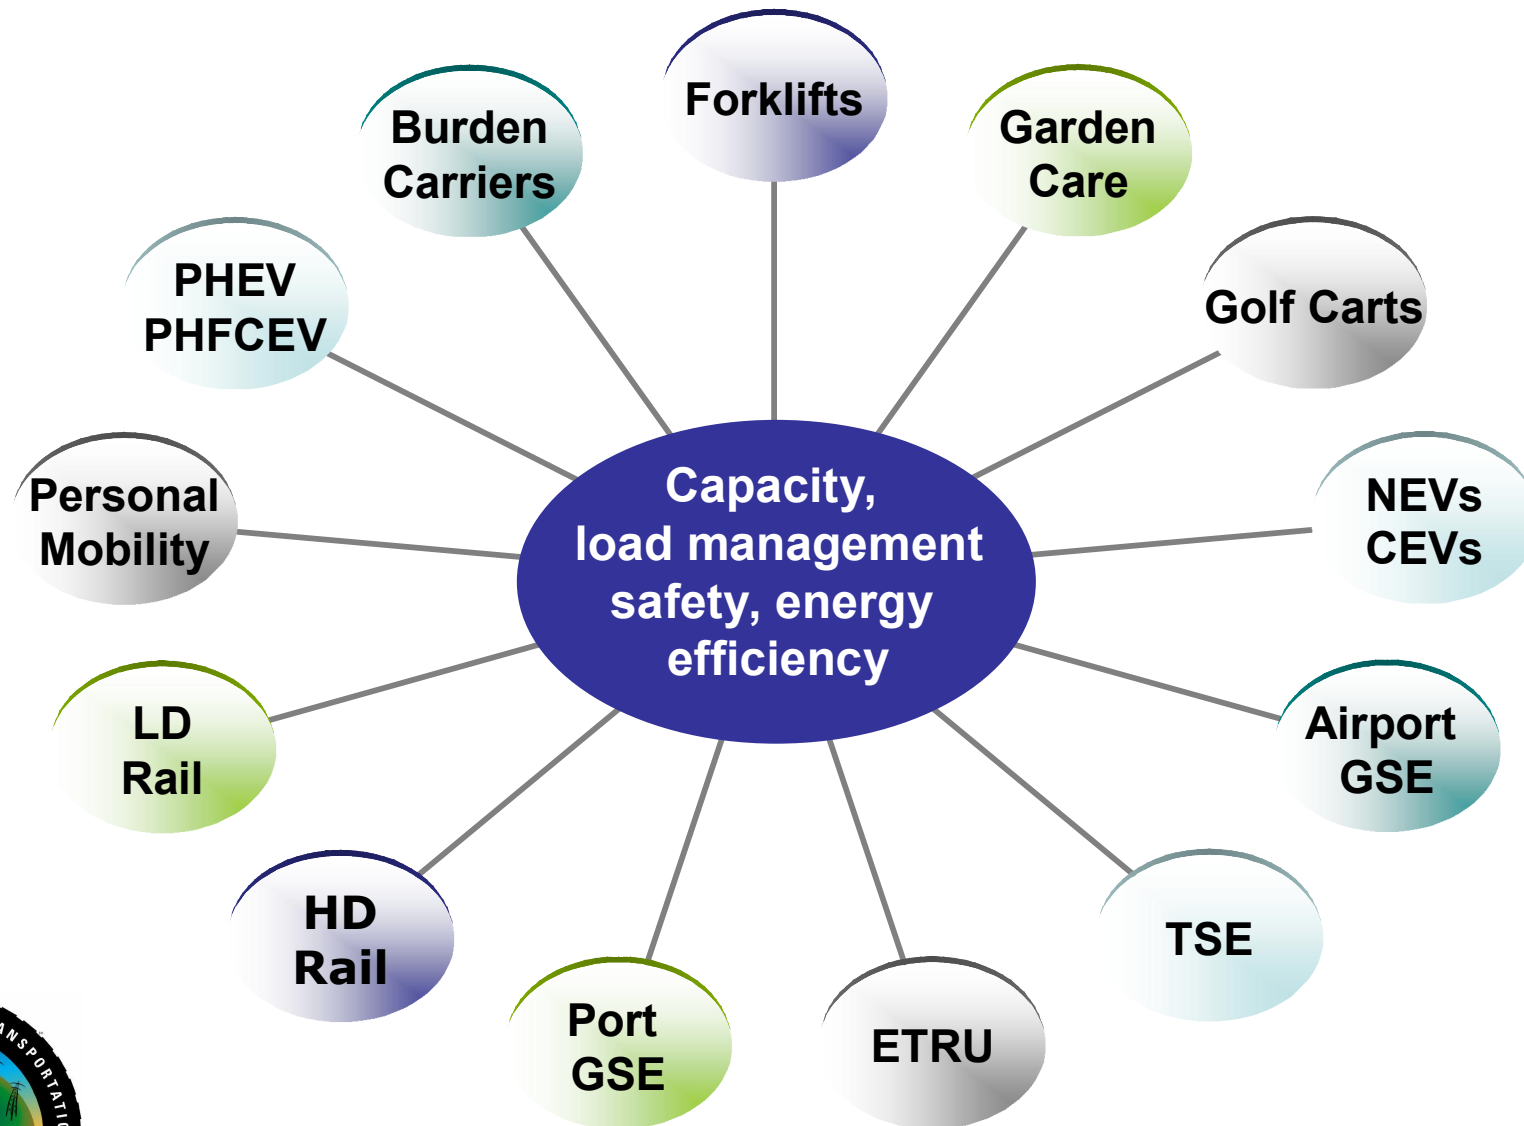 Forklifts
Garden
Care
Golf Carts
NEVs
CEVs
Airport
GSE
TSE
ETRU
Port
GSE
HD
Rail
LD
Rail
Personal
Mobility
PHEV
PHFCEV
Burden
Carriers
Capacity,
load management
safety, energy
efficiency